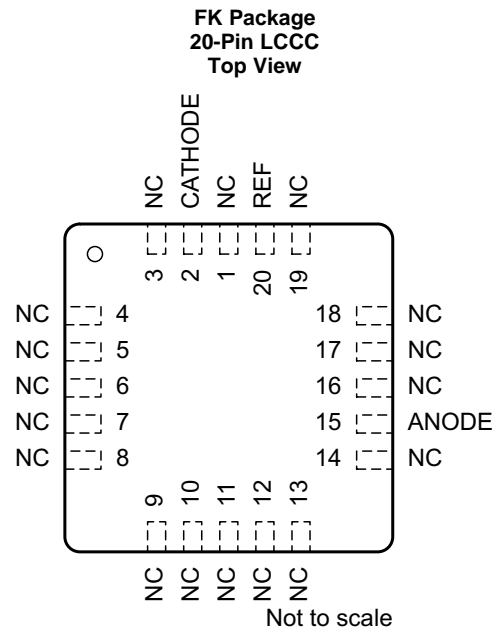 FK Package
20-Pin LCCC
Top View
NC CATHODE NC REF NC
3 2 1 20 19
NC 4 18 NC
NC 5 17 NC
NC 6 16 NC
NC 7 15 ANODE
NC 8 14 NC
9 10 11 12 13
NC NC NC NC NC
Not to scale